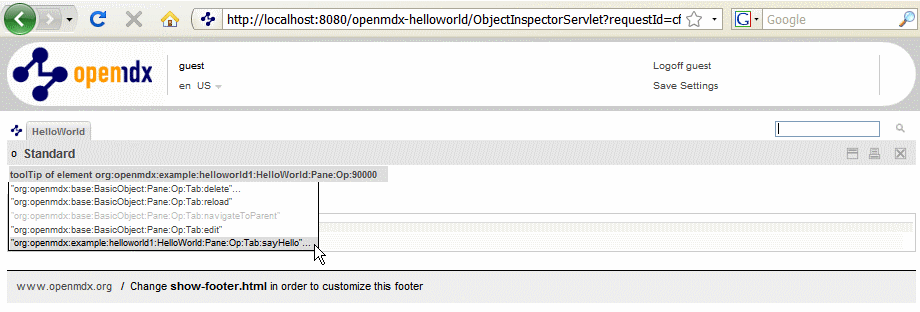 http://localhost:8080/openmdx-helloworld/ObjectInspectorServlet?requestId=cf
Google
openmdx
guest
Logoff guest
en US
Save Settings
HelloWorld
Standard
toolTip of element org:openmdx:example:helloworld1:HelloWorld:Pane:Op:90000
"org:openmdx:base:BasicObject:Pane:Op:Tab:delete"...
"org:openmdx:base:BasicObject:Pane:Op:Tab:reload"
"org:openmdx:base:BasicObject:Pane:Op:Tab:navigateToParent"
"org:openmdx:base:BasicObject:Pane:Op:Tab:edit"
"org:openmdx:example:helloworld1:HelloWorld:Pane:Op:Tab:sayHello"...
www.openmdx.org / Change show-footer.html in order to customize this footer